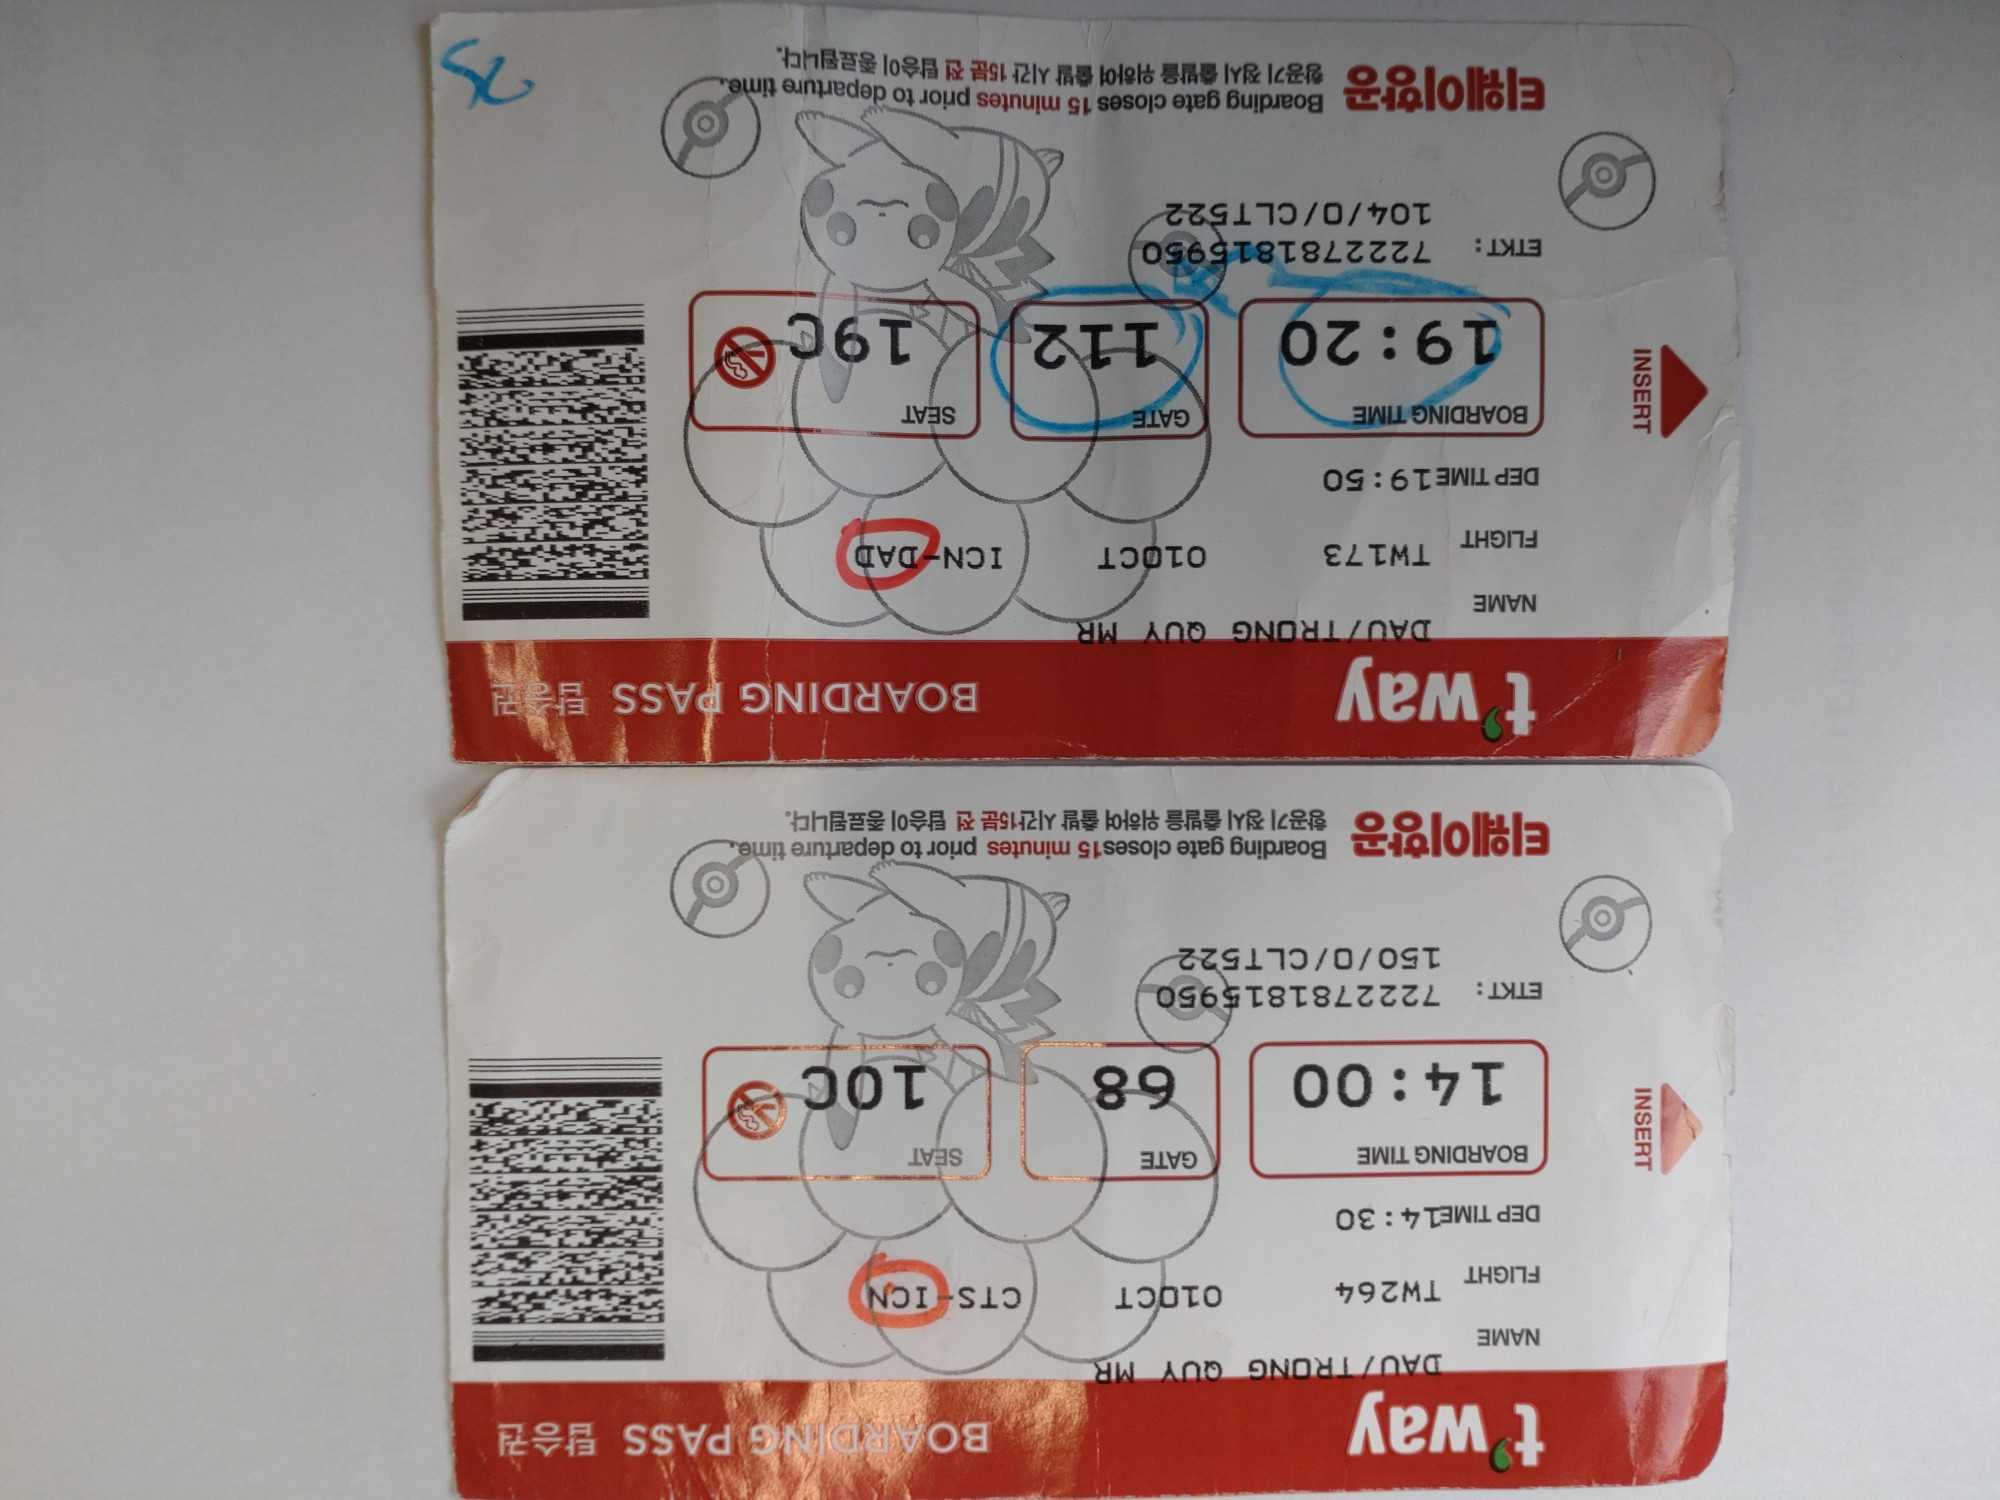 t'way BOARDING PASS 탑승권
DAU/TRONG QUY MR
NAME
FLIGHT TW264 01OCT CTS-ICN
DEP TIME 14:30
BOARDING TIME GATE SEAT
14:00 68 10C
INSERT
ETKT: 7222781815950
150/O/CLT522
티웨이항공 Boarding gate closes 15 minutes prior to departure time.
항공기 정시 출발을 위하여 출발 시간 15분 전 탑승이 종료됩니다.
t'way BOARDING PASS 탑승권
DAU/TRONG QUY MR
NAME
FLIGHT TW173 01OCT ICN-DAD
DEP TIME 19:50
BOARDING TIME GATE SEAT
19:20 112 19C
INSERT
ETKT: 7222781815950
104/O/CLT522
티웨이항공 Boarding gate closes 15 minutes prior to departure time.
항공기 정시 출발을 위하여 출발 시간 15분 전 탑승이 종료됩니다.